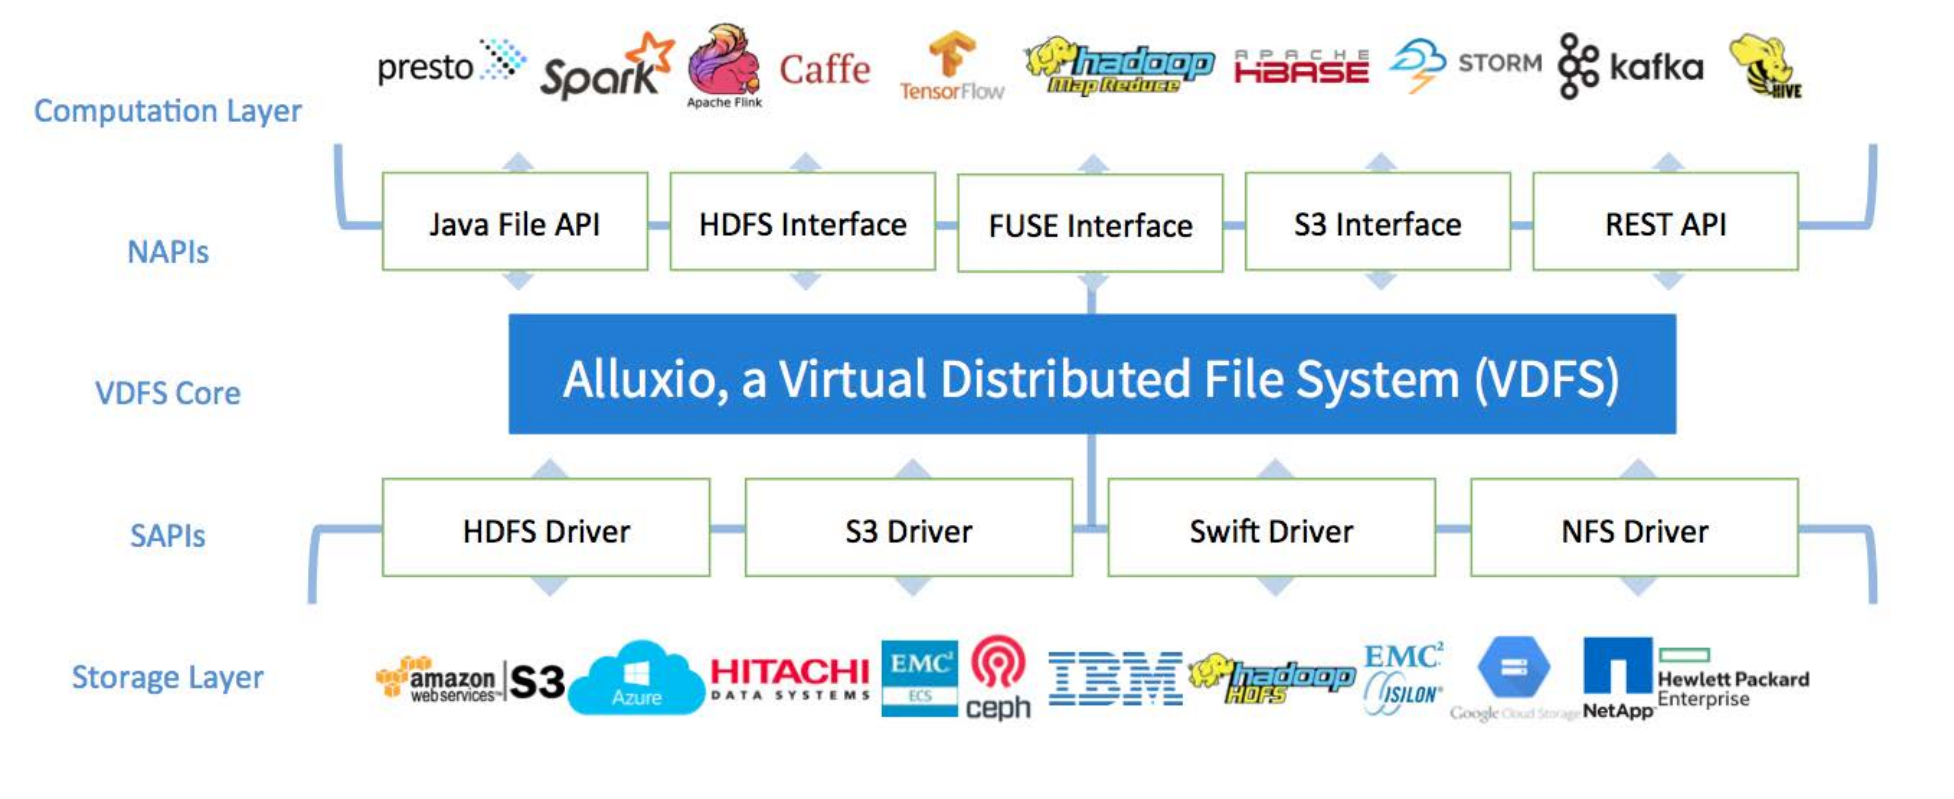 presto
Spark
Apache Flink
Caffe
TensorFlow
hadoop
Map Reduce
APACHE
HBASE
STORM
kafka
HIVE
Computation Layer
Java File API
HDFS Interface
FUSE Interface
S3 Interface
REST API
NAPIs
Alluxio, a Virtual Distributed File System (VDFS)
VDFS Core
HDFS Driver
S3 Driver
Swift Driver
NFS Driver
SAPIs
Storage Layer
amazon
webservices™
S3
Azure
HITACHI
DATA SYSTEMS
EMC²
ECS
ceph
IBM
hadoop
HDFS
EMC²
ISILON®
Google Cloud Storage
NetApp™
Hewlett Packard
Enterprise